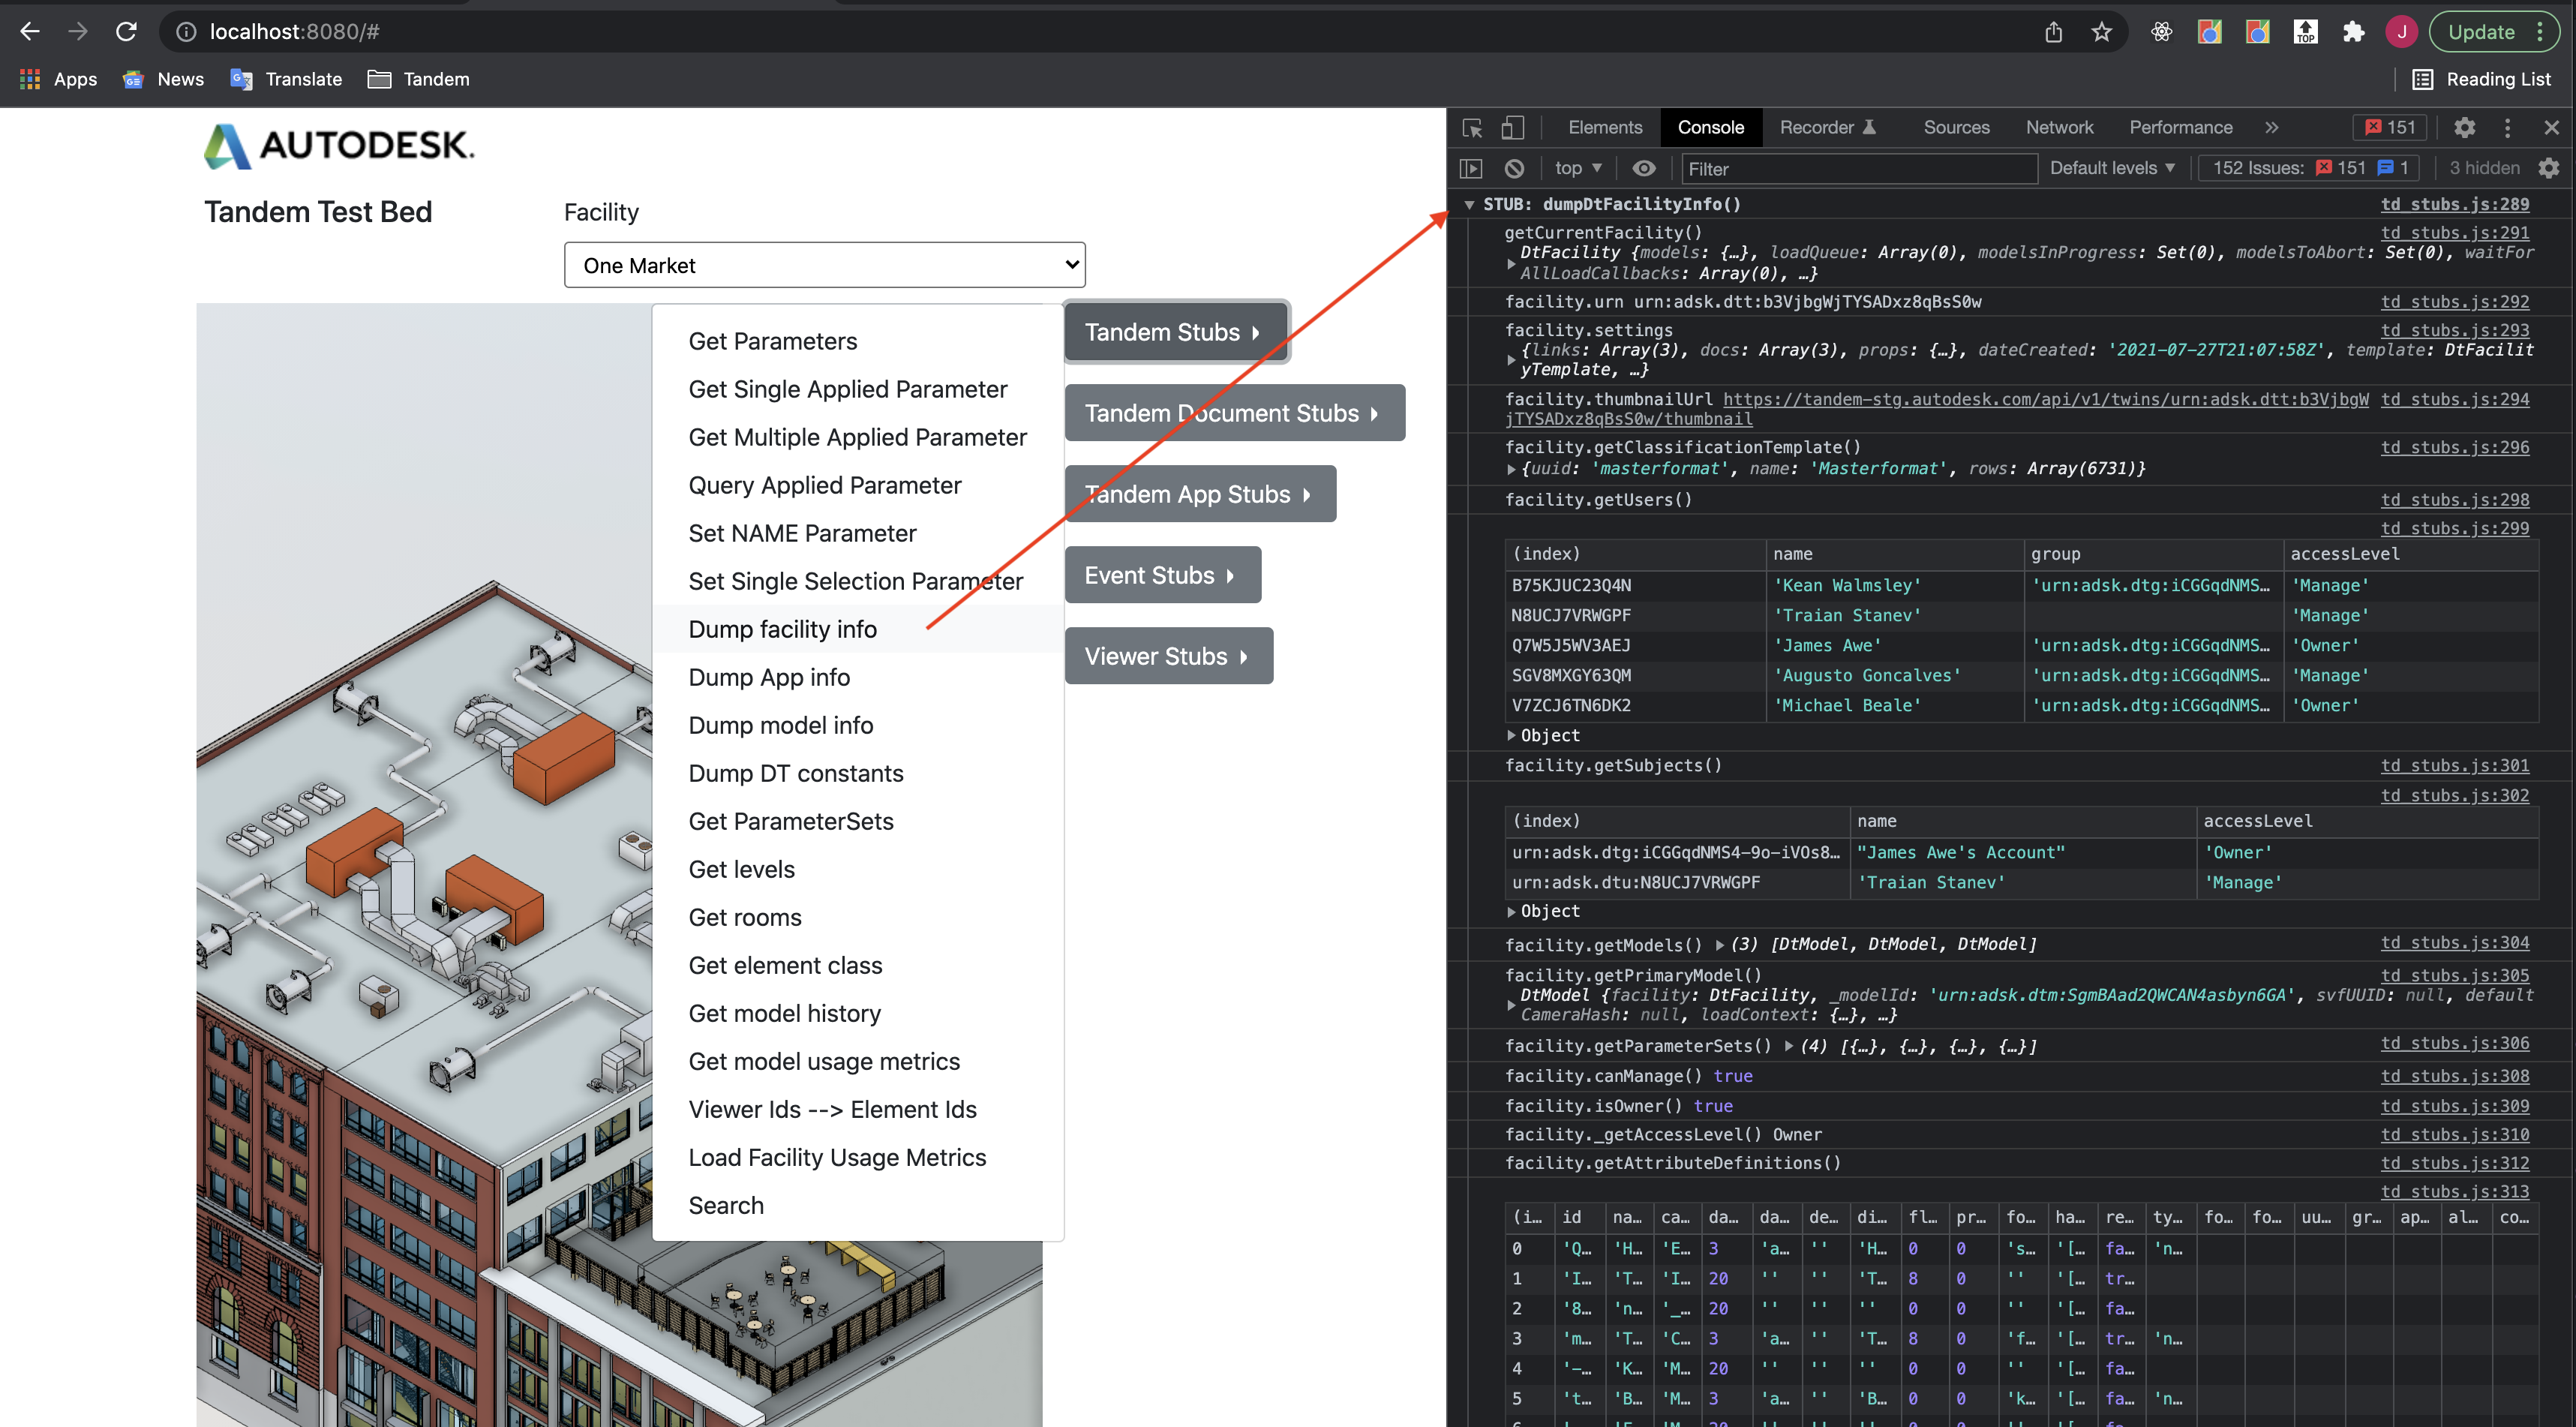 localhost:8080/#
Update
Apps
News
Translate
Tandem
Reading List
AUTODESK.
Tandem Test Bed
Facility
One Market
Get Parameters
Get Single Applied Parameter
Get Multiple Applied Parameter
Query Applied Parameter
Set NAME Parameter
Set Single Selection Parameter
Dump facility info
Dump App info
Dump model info
Dump DT constants
Get ParameterSets
Get levels
Get rooms
Get element class
Get model history
Get model usage metrics
Viewer Ids --> Element Ids
Load Facility Usage Metrics
Search
Tandem Stubs
Tandem Document Stubs
Tandem App Stubs
Event Stubs
Viewer Stubs
Elements Console Recorder Sources Network Performance » 151
top Filter Default levels 152 Issues: 151 1 3 hidden
STUB: dumpDtFacilityInfo() td_stubs.js:289
getCurrentFacility() td_stubs.js:291
DtFacility {models: {…}, loadQueue: Array(0), modelsInProgress: Set(0), modelsToAbort: Set(0), waitFor
AllLoadCallbacks: Array(0), …}
facility.urn urn:adsk.dtt:b3VjbgWjTYSADxz8qBsS0w td_stubs.js:292
facility.settings td_stubs.js:293
{links: Array(3), docs: Array(3), props: {…}, dateCreated: '2021-07-27T21:07:58Z', template: DtFacilit
yTemplate, …}
facility.thumbnailUrl https://tandem-stg.autodesk.com/api/v1/twins/urn:adsk.dtt:b3VjbgW td_stubs.js:294
jTYSADxz8qBsS0w/thumbnail
facility.getClassificationTemplate() td_stubs.js:296
{uuid: 'masterformat', name: 'Masterformat', rows: Array(6731)}
facility.getUsers() td_stubs.js:298
td_stubs.js:299
(index) name group accessLevel
B75KJUC23Q4N 'Kean Walmsley' 'urn:adsk.dtg:iCGGqdNMS… 'Manage'
N8UCJ7VRWGPF 'Traian Stanev' 'Manage'
Q7W5J5WV3AEJ 'James Awe' 'urn:adsk.dtg:iCGGqdNMS… 'Owner'
SGV8MXGY63QM 'Augusto Goncalves' 'urn:adsk.dtg:iCGGqdNMS… 'Manage'
V7ZCJ6TN6DK2 'Michael Beale' 'urn:adsk.dtg:iCGGqdNMS… 'Owner'
Object
facility.getSubjects() td_stubs.js:301
td_stubs.js:302
(index) name accessLevel
urn:adsk.dtg:iCGGqdNMS4-9o-iVOs8… "James Awe's Account" 'Owner'
urn:adsk.dtu:N8UCJ7VRWGPF 'Traian Stanev' 'Manage'
Object
facility.getModels() (3) [DtModel, DtModel, DtModel] td_stubs.js:304
facility.getPrimaryModel() td_stubs.js:305
DtModel {facility: DtFacility, _modelId: 'urn:adsk.dtm:SgmBAad2QWCAN4asbyn6GA', svfUUID: null, default
CameraHash: null, loadContext: {…}, …}
facility.getParameterSets() (4) [{…}, {…}, {…}, {…}] td_stubs.js:306
facility.canManage() true td_stubs.js:308
facility.isOwner() true td_stubs.js:309
facility._getAccessLevel() Owner td_stubs.js:310
facility.getAttributeDefinitions() td_stubs.js:312
td_stubs.js:313
(i… id na… ca… da… da… de… di… fl… pr… fo… ha… re… ty… fo… fo… uu… gr… ap… al… co…
0 'Q… 'H… 'E… 3 'a… '' 'H… 0 0 's… '[… fa… 'n…
1 'I… 'T… 'I… 20 '' '' 'T… 8 0 '' '[… tr…
2 '8… 'n… '_… 20 '' '' '' 0 0 '' '[… fa…
3 'm… 'T… 'C… 3 'a… '' 'T… 8 0 'f… '[… tr… 'n…
4 '-… 'K… 'M… 20 '' '' '' 0 0 '' '[… fa…
5 't… 'B… 'M… 3 'a… '' 'B… 0 0 'k… '[… fa… 'n…